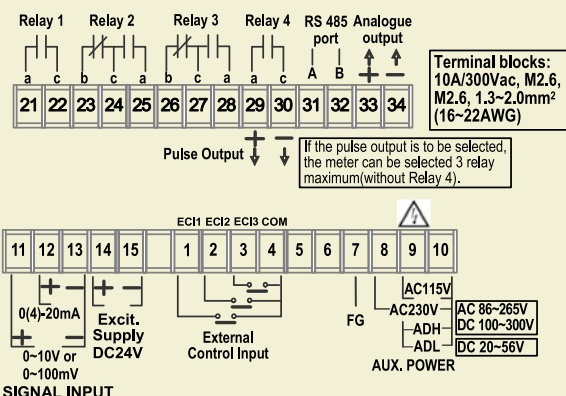 Relay 1 Relay 2 Relay 3 Relay 4 RS 485 port Analogue output
a c b c a b c a a c A B + −
21 22 23 24 25 26 27 28 29 30 31 32 33 34
Terminal blocks:
10A/300Vac, M2.6,
M2.6, 1.3~2.0mm²
(16~22AWG)
Pulse Output + −
If the pulse output is to be selected,
the meter can be selected 3 relay
maximum(without Relay 4).
ECI1 ECI2 ECI3 COM
11 12 13 14 15 1 2 3 4 5 6 7 8 9 10
+ −
0(4)-20mA
+ −
0~10V or
0~100mV
SIGNAL INPUT
+ −
Excit.
Supply
DC24V
External
Control Input
FG
AC115V
AC230V
ADH
ADL
AC 86~265V
DC 100~300V
DC 20~56V
AUX. POWER